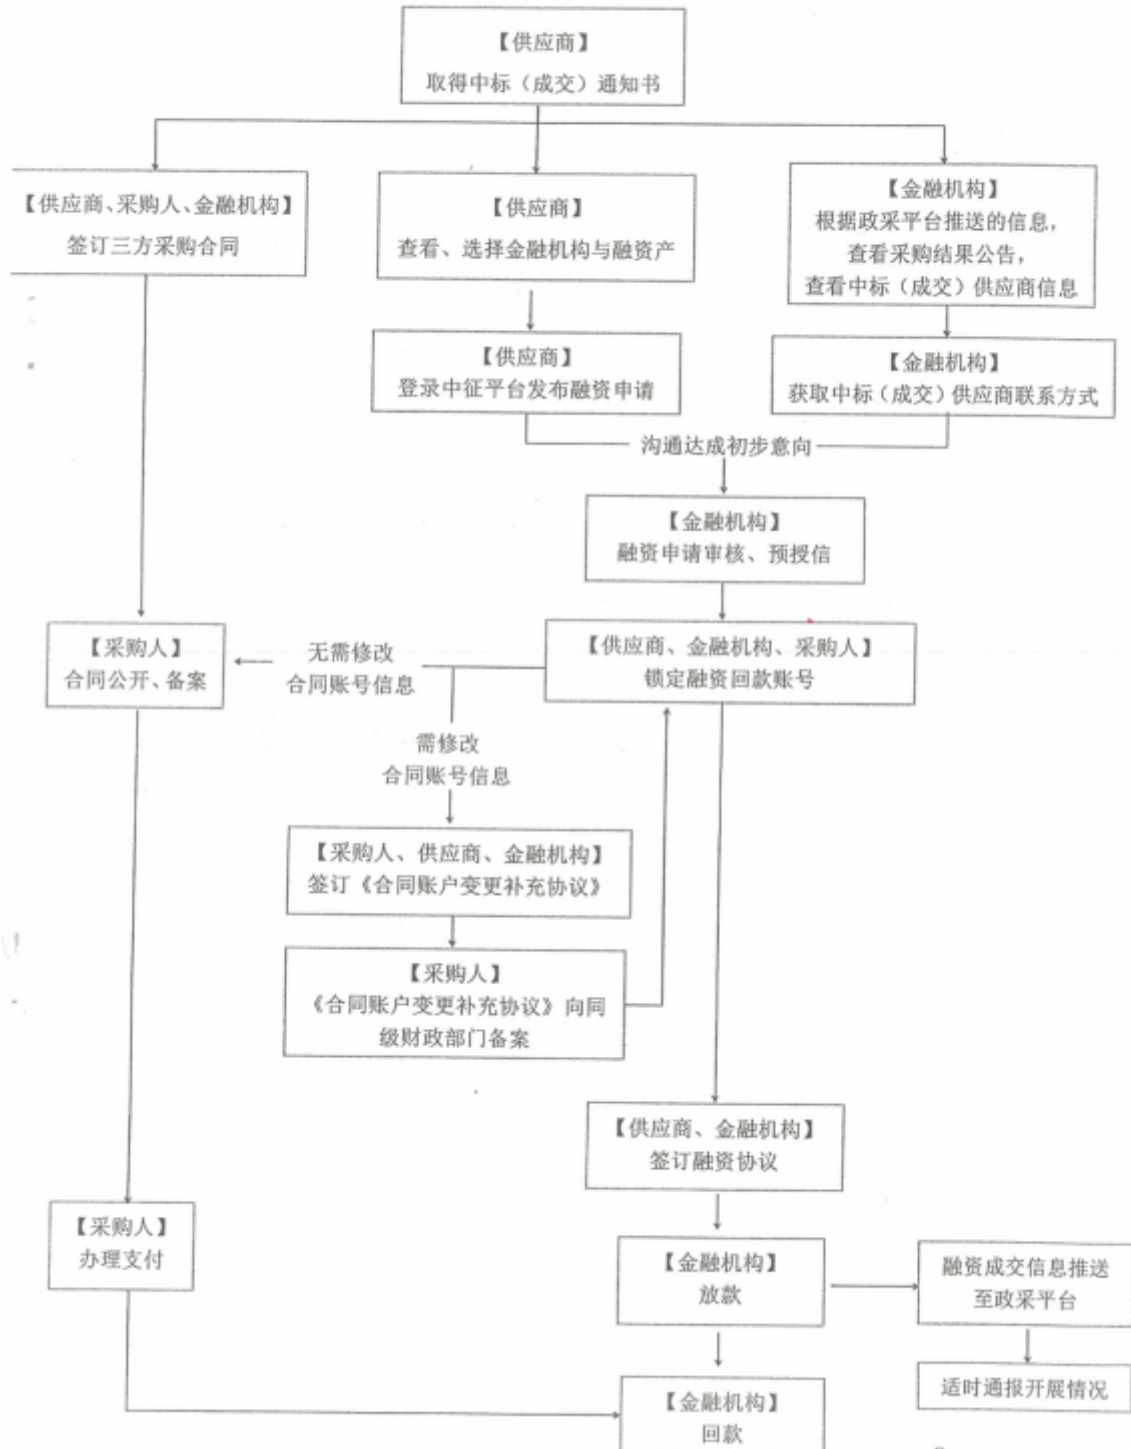 【供应商】
取得中标（成交）通知书
【供应商、采购人、金融机构】
签订三方采购合同
【供应商】
查看、选择金融机构与融资产
【金融机构】
根据政采平台推送的信息，
查看采购结果公告，
查看中标（成交）供应商信息
【供应商】
登录中征平台发布融资申请
【金融机构】
获取中标（成交）供应商联系方式
沟通达成初步意向
【金融机构】
融资申请审核、预授信
【采购人】
合同公开、备案
无需修改
合同账号信息
【供应商、金融机构、采购人】
锁定融资回款账号
需修改
合同账号信息
【采购人、供应商、金融机构】
签订《合同账户变更补充协议》
【采购人】
《合同账户变更补充协议》向同
级财政部门备案
【供应商、金融机构】
签订融资协议
【采购人】
办理支付
【金融机构】
放款
融资成交信息推送
至政采平台
适时通报开展情况
【金融机构】
回款